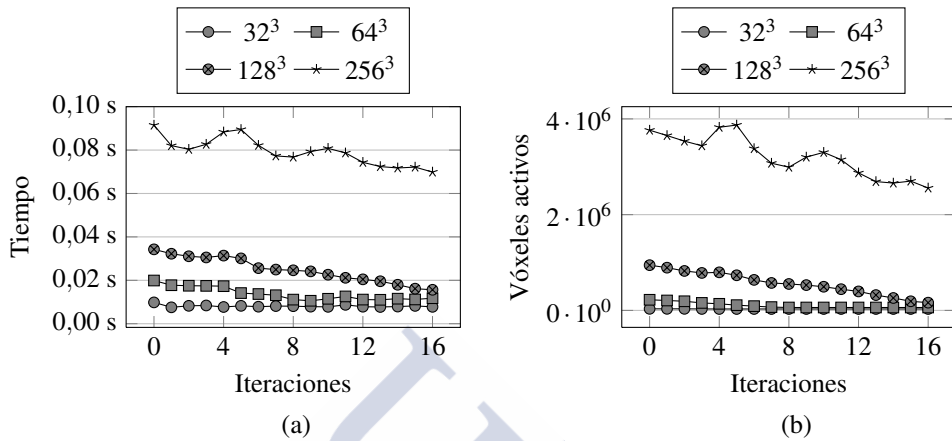 32³ 64³
128³ 256³
0,10 s
0,08 s
0,06 s
0,04 s
0,02 s
0,00 s
Tiempo
0 4 8 12 16
Iteraciones
(a)
32³ 64³
128³ 256³
4 · 10⁶
2 · 10⁶
0 · 10⁰
Vóxeles activos
0 4 8 12 16
Iteraciones
(b)